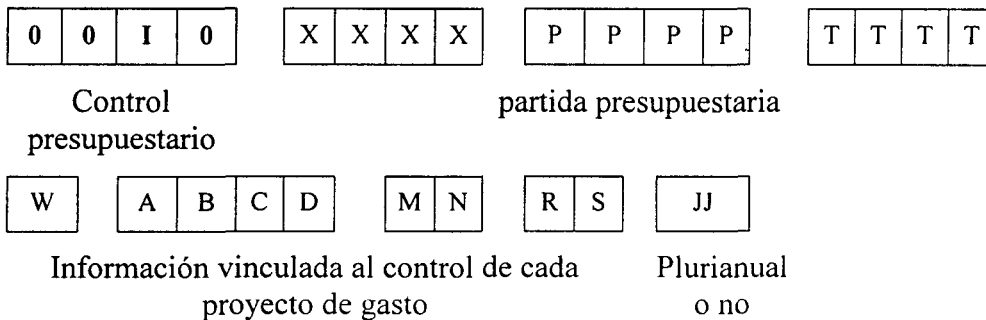 0 0 I 0 X X X X P P P P T T T T
Control partida presupuestaria
presupuestario
W A B C D M N R S JJ
Información vinculada al control de cada Plurianual
proyecto de gasto o no